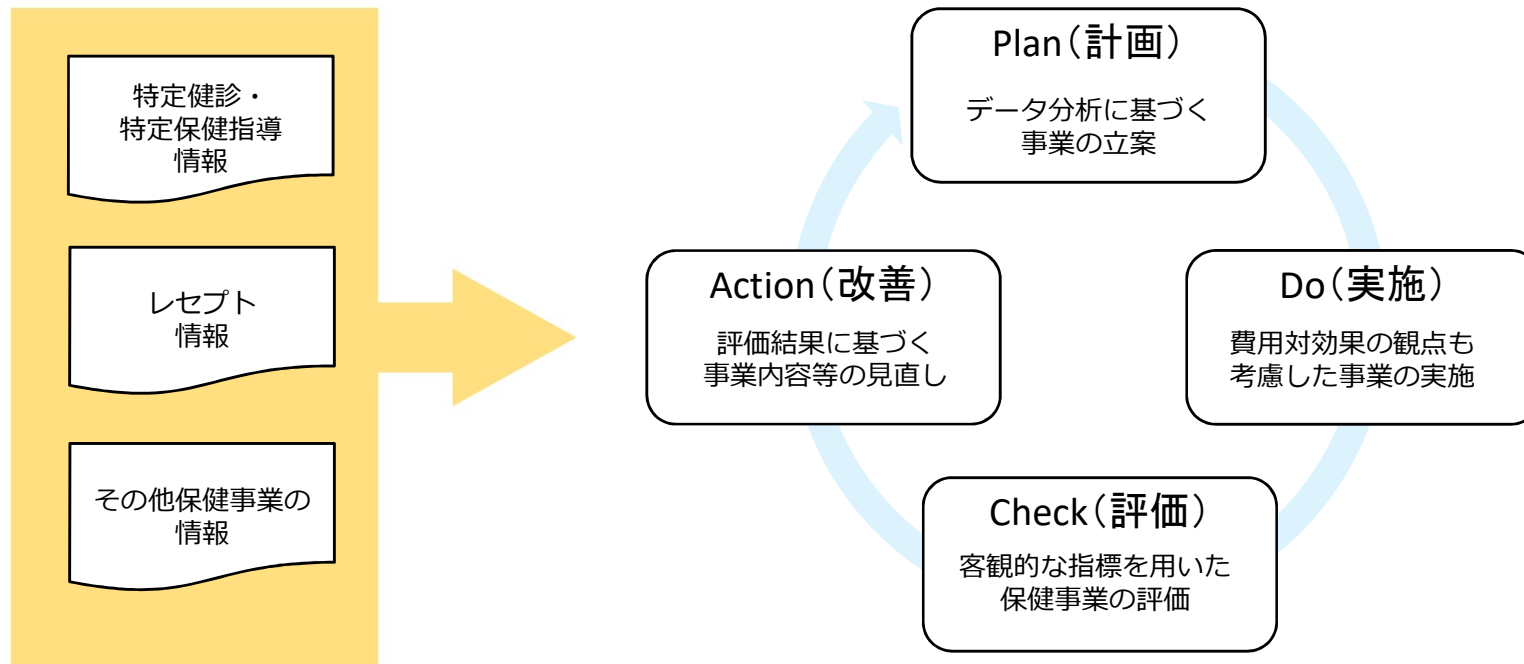 特定健診・
特定保健指導
情報
レセプト
情報
その他保健事業の
情報
Plan(計画)
データ分析に基づく
事業の立案
Do(実施)
費用対効果の観点も
考慮した事業の実施
Check(評価)
客観的な指標を用いた
保健事業の評価
Action(改善)
評価結果に基づく
事業内容等の見直し